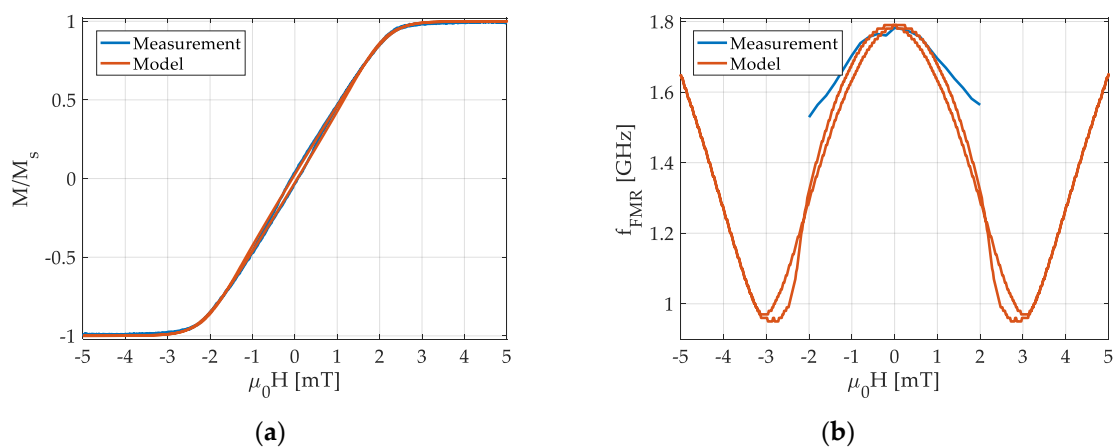 1
0.5
0
-0.5
-1
M/M_s
Measurement
Model
-5 -4 -3 -2 -1 0 1 2 3 4 5
μ_0H [mT]
(a)
1.8
1.6
1.4
1.2
1
f_FMR [GHz]
Measurement
Model
-5 -4 -3 -2 -1 0 1 2 3 4 5
μ_0H [mT]
(b)